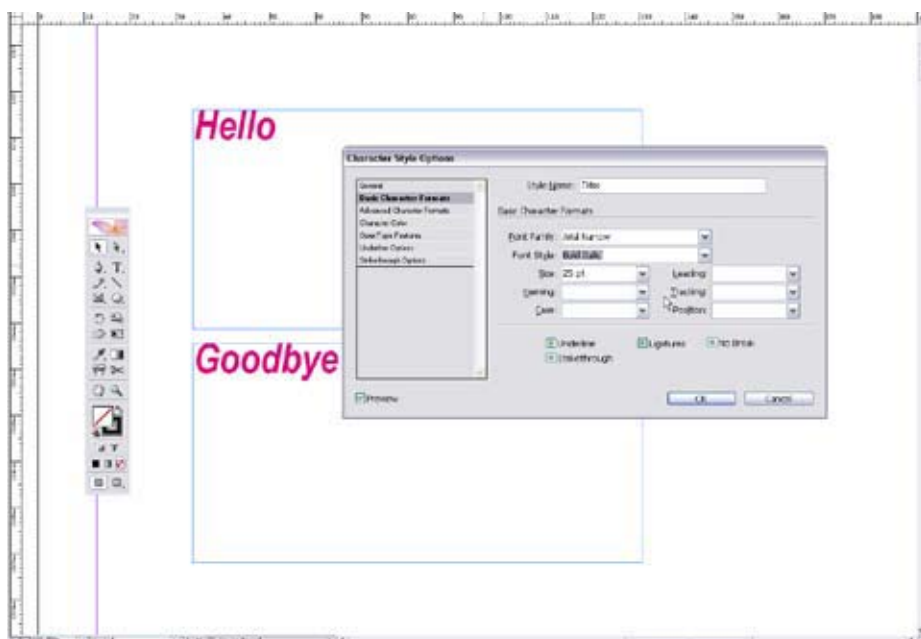 Hello
Goodbye
Character Style Options
General
Basic Character Formats
Advanced Character Formats
Character Color
OpenType Features
Underline Options
Strikethrough Options
Style Name: Titles
Basic Character Formats
Font Family: Arial Narrow
Font Style: Bold Italic
Size: 25 pt Leading:
Kerning: Tracking:
Case: Position:
Underline Ligatures No Break
Strikethrough
Preview OK Cancel